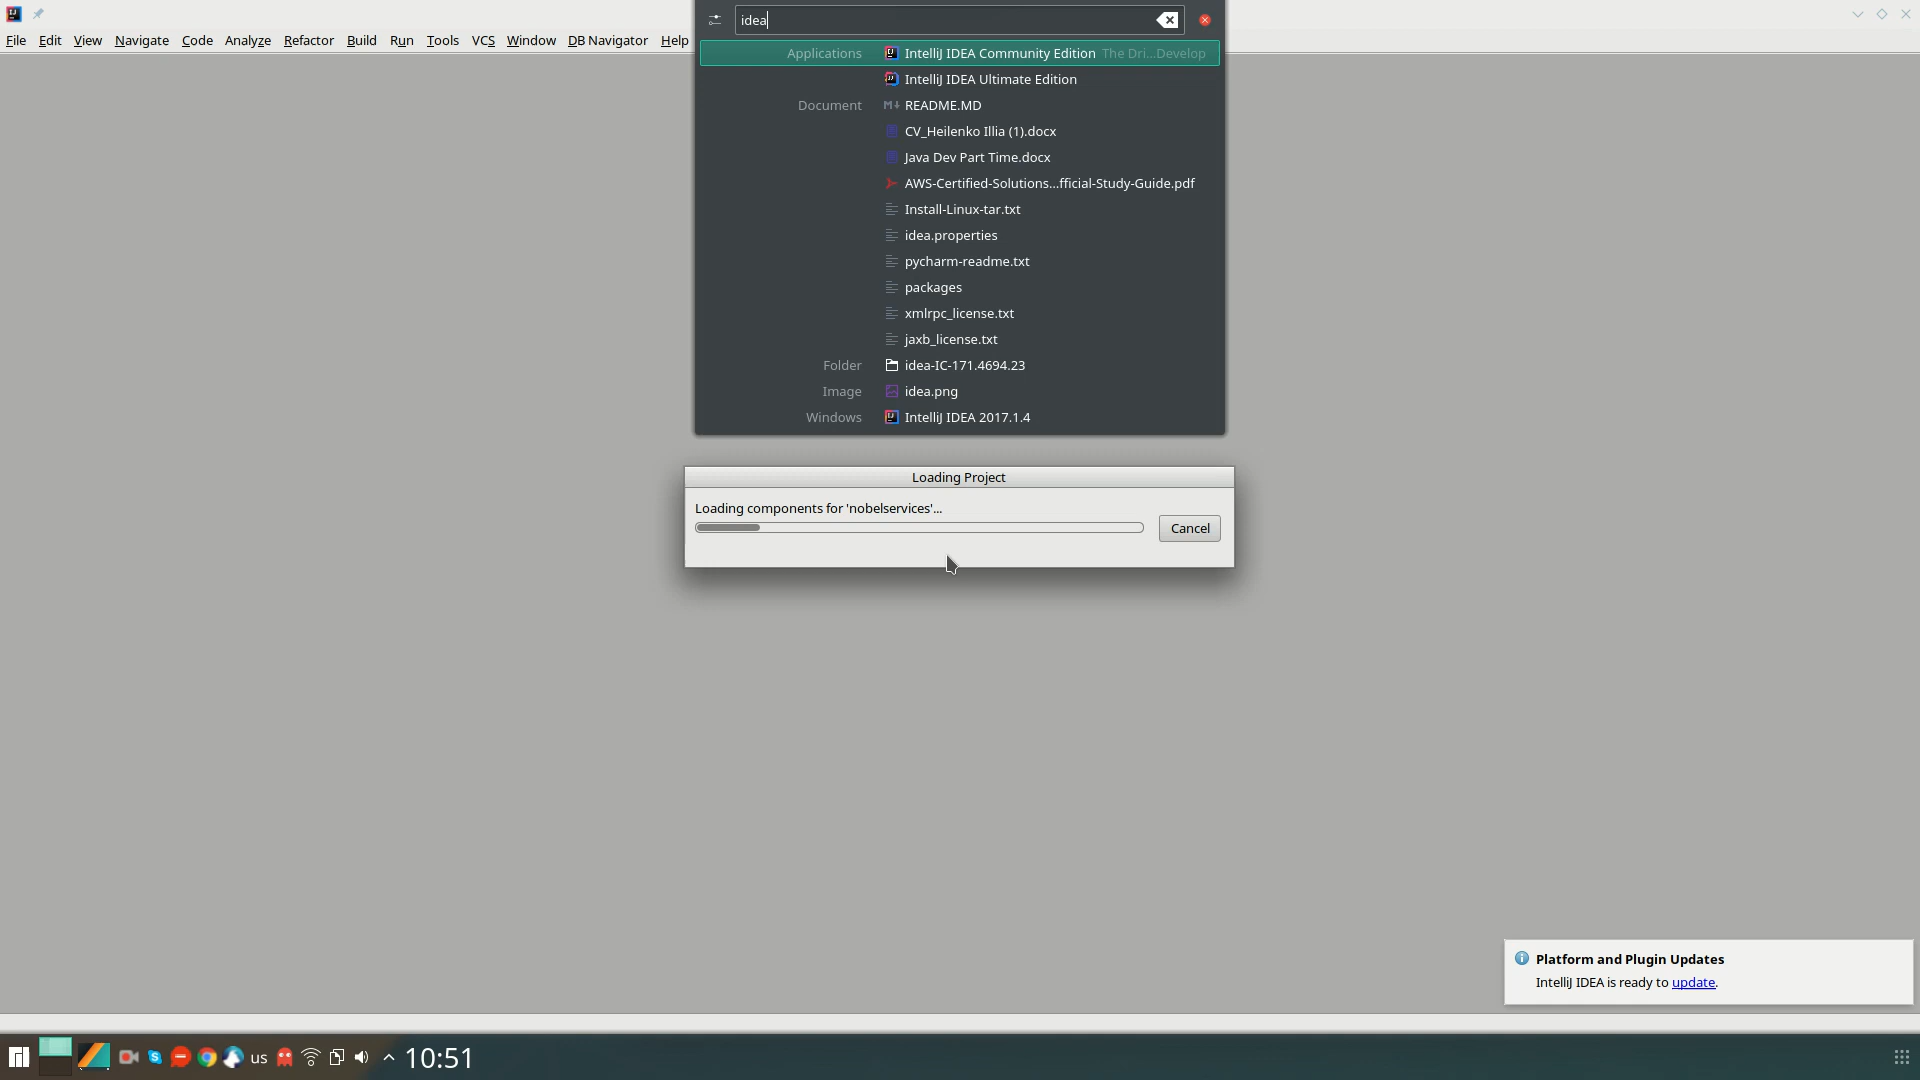 idea
File Edit View Navigate Code Analyze Refactor Build Run Tools VCS Window DB Navigator Help
Applications IntelliJ IDEA Community Edition The Dri...Develop
IntelliJ IDEA Ultimate Edition
Document README.MD
CV_Heilenko Illia (1).docx
Java Dev Part Time.docx
AWS-Certified-Solutions...fficial-Study-Guide.pdf
Install-Linux-tar.txt
idea.properties
pycharm-readme.txt
packages
xmlrpc_license.txt
jaxb_license.txt
Folder idea-IC-171.4694.23
Image idea.png
Windows IntelliJ IDEA 2017.1.4
Loading Project
Loading components for 'nobelservices'...
Cancel
Platform and Plugin Updates
IntelliJ IDEA is ready to update.
us 10:51